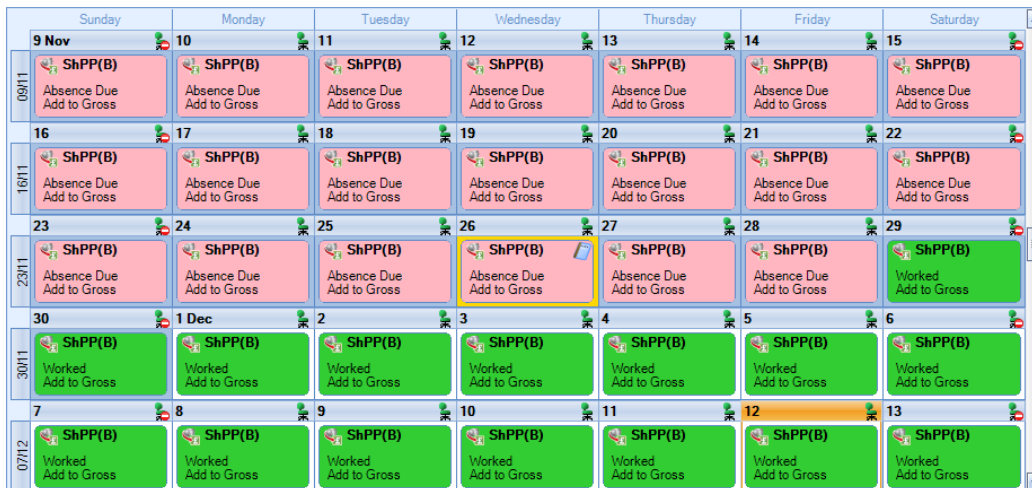 Sunday Monday Tuesday Wednesday Thursday Friday Saturday
09/11
9 Nov 10 11 12 13 14 15
ShPP(B) ShPP(B) ShPP(B) ShPP(B) ShPP(B) ShPP(B) ShPP(B)
Absence Due Absence Due Absence Due Absence Due Absence Due Absence Due Absence Due
Add to Gross Add to Gross Add to Gross Add to Gross Add to Gross Add to Gross Add to Gross
16/11
16 17 18 19 20 21 22
ShPP(B) ShPP(B) ShPP(B) ShPP(B) ShPP(B) ShPP(B) ShPP(B)
Absence Due Absence Due Absence Due Absence Due Absence Due Absence Due Absence Due
Add to Gross Add to Gross Add to Gross Add to Gross Add to Gross Add to Gross Add to Gross
23/11
23 24 25 26 27 28 29
ShPP(B) ShPP(B) ShPP(B) ShPP(B) ShPP(B) ShPP(B) ShPP(B)
Absence Due Absence Due Absence Due Absence Due Absence Due Absence Due Worked
Add to Gross Add to Gross Add to Gross Add to Gross Add to Gross Add to Gross Add to Gross
30/11
30 1 Dec 2 3 4 5 6
ShPP(B) ShPP(B) ShPP(B) ShPP(B) ShPP(B) ShPP(B) ShPP(B)
Worked Worked Worked Worked Worked Worked Worked
Add to Gross Add to Gross Add to Gross Add to Gross Add to Gross Add to Gross Add to Gross
07/12
7 8 9 10 11 12 13
ShPP(B) ShPP(B) ShPP(B) ShPP(B) ShPP(B) ShPP(B) ShPP(B)
Worked Worked Worked Worked Worked Worked Worked
Add to Gross Add to Gross Add to Gross Add to Gross Add to Gross Add to Gross Add to Gross